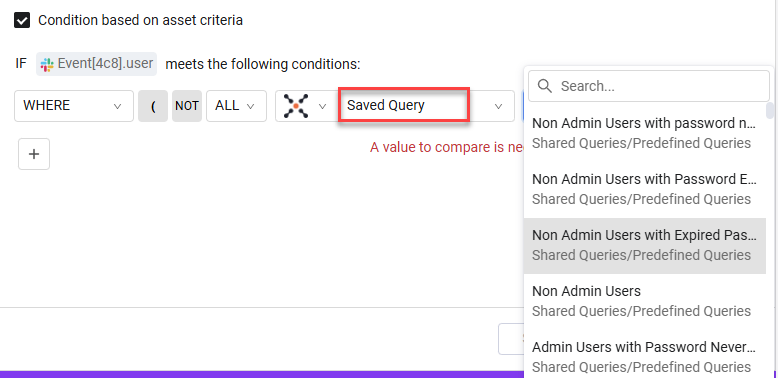 Condition based on asset criteria
IF Event[4c8].user meets the following conditions:
WHERE ( NOT ALL Saved Query
A value to compare is nee
Search...
Non Admin Users with password n...
Shared Queries/Predefined Queries
Non Admin Users with Password E...
Shared Queries/Predefined Queries
Non Admin Users with Expired Pas...
Shared Queries/Predefined Queries
Non Admin Users
Shared Queries/Predefined Queries
Admin Users with Password Never...
Shared Queries/Predefined Queries